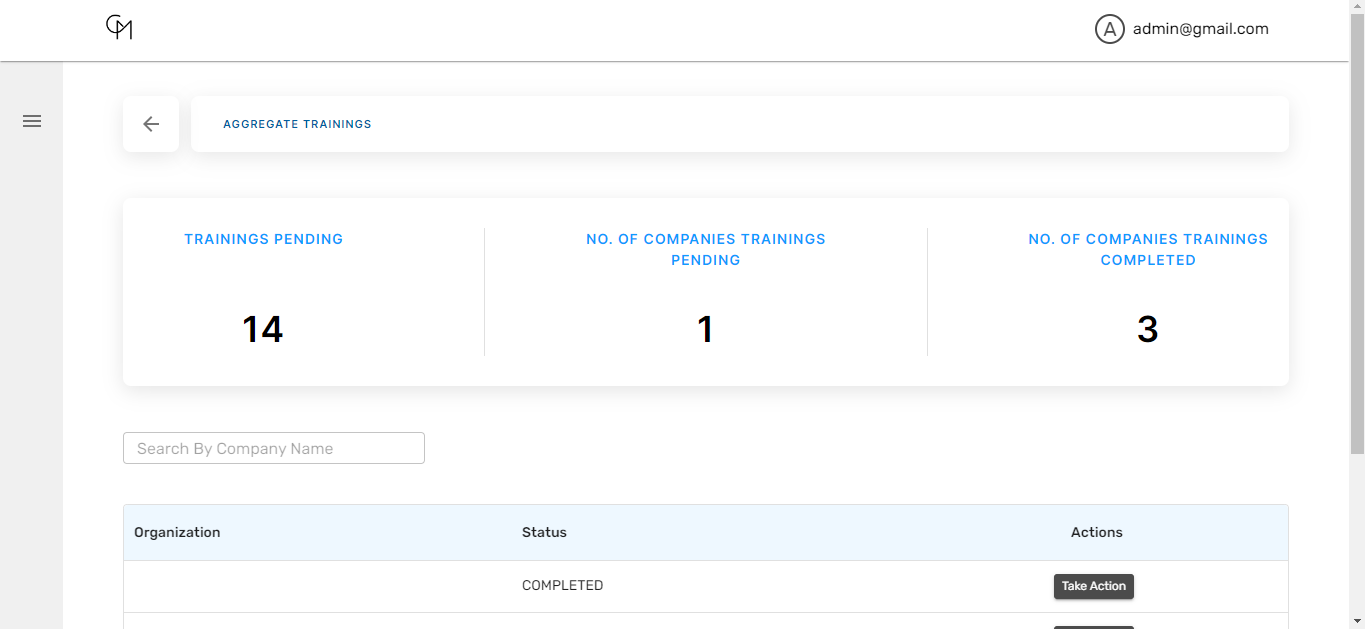 CM
A admin@gmail.com
AGGREGATE TRAININGS
TRAININGS PENDING
14
NO. OF COMPANIES TRAININGS
PENDING
1
NO. OF COMPANIES TRAININGS
COMPLETED
3
Search By Company Name
Organization Status Actions
COMPLETED Take Action